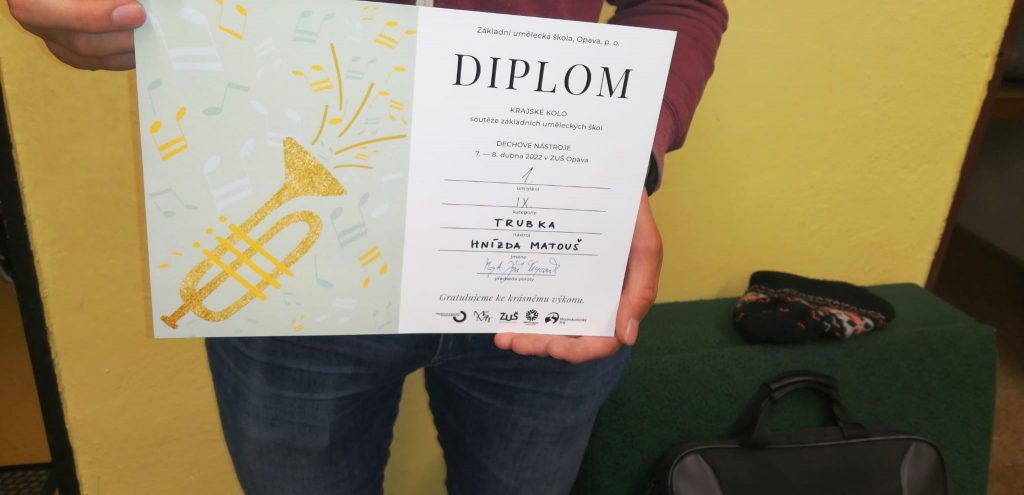 Základní umělecká škola, Opava, p. o.
DIPLOM
KRAJSKÉ KOLO
soutěže základních uměleckých škol
DECHOVÉ NÁSTROJE
7. — 8. dubna 2022 v ZUŠ Opava
1
umístění
IX.
kategorie
TRUBKA
nástroj
HNÍZDA MATOUŠ
jméno
předseda poroty
Gratulujeme ke krásnému výkonu.
ZUŠ